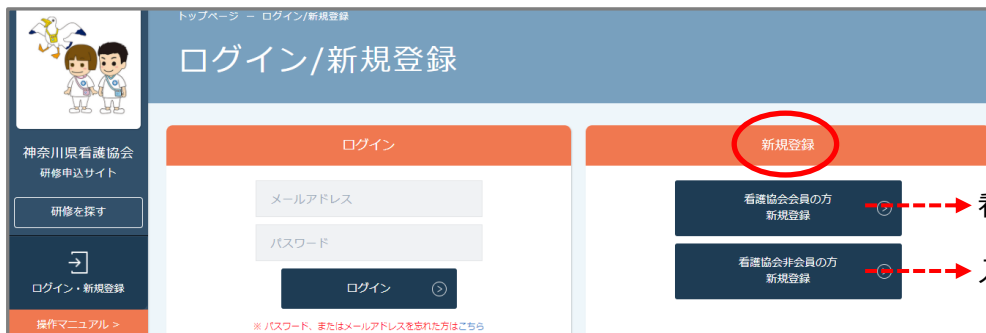 トップページ － ログイン/新規登録
ログイン/新規登録
神奈川県看護協会
研修申込サイト
研修を探す
ログイン・新規登録
操作マニュアル >
ログイン
メールアドレス
パスワード
ログイン
※ パスワード、またはメールアドレスを忘れた方はこちら
新規登録
看護協会会員の方
新規登録
看護協会非会員の方
新規登録